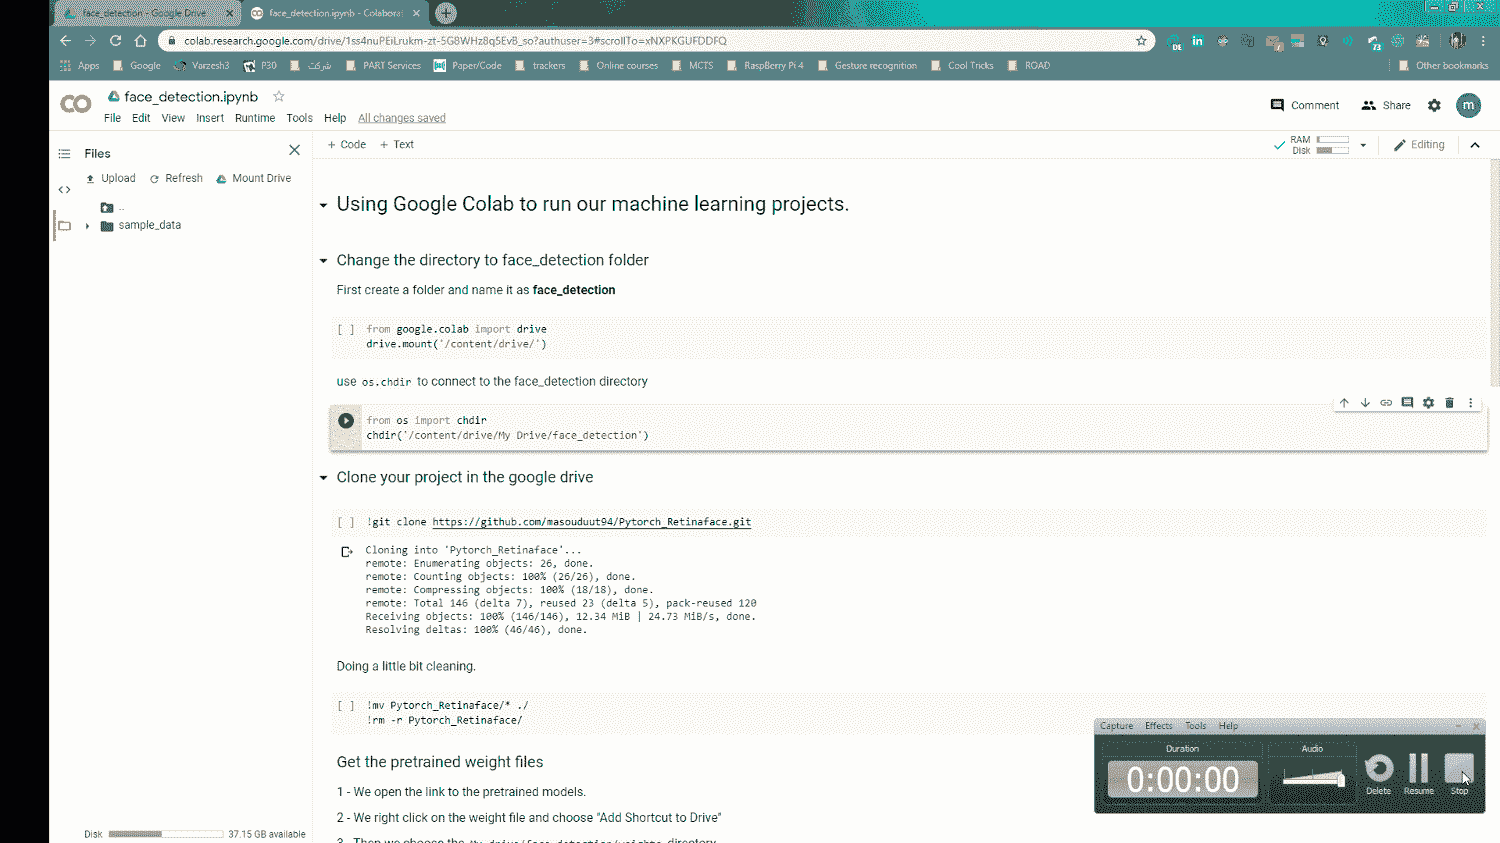 face_detection - Google Drive
face_detection.ipynb - Colaborat
colab.research.google.com/drive/1ss4nuPEiLrukm-zt-5G8WHz8q5EvB_so?authuser=3#scrollTo=xNXPKGUFDDFQ
Apps Google Varzesh3 P30 شرکت PART Services Paper/Code trackers Online courses MCTS RaspBerry Pi 4 Gesture recognition Cool Tricks ROAD Other bookmarks
face_detection.ipynb
File Edit View Insert Runtime Tools Help All changes saved
Comment Share m
Files
Upload Refresh Mount Drive
..
sample_data
+ Code + Text
RAM
Disk
Editing
Using Google Colab to run our machine learning projects.
Change the directory to face_detection folder
First create a folder and name it as face_detection
[ ] from google.colab import drive
drive.mount('/content/drive/')
use os.chdir to connect to the face_detection directory
from os import chdir
chdir('/content/drive/My Drive/face_detection')
Clone your project in the google drive
[ ] !git clone https://github.com/masouduut94/Pytorch_Retinaface.git
Cloning into 'Pytorch_Retinaface'...
remote: Enumerating objects: 26, done.
remote: Counting objects: 100% (26/26), done.
remote: Compressing objects: 100% (18/18), done.
remote: Total 146 (delta 7), reused 23 (delta 5), pack-reused 120
Receiving objects: 100% (146/146), 12.34 MiB | 24.73 MiB/s, done.
Resolving deltas: 100% (46/46), done.
Doing a little bit cleaning.
[ ] !mv Pytorch_Retinaface/* ./
!rm -r Pytorch_Retinaface/
Get the pretrained weight files
1 - We open the link to the pretrained models.
2 - We right click on the weight file and choose "Add Shortcut to Drive"
3 - Then we choose the directory
Disk 37.15 GB available
Capture Effects Tools Help
Duration
0:00:00
Audio
Delete Resume Stop